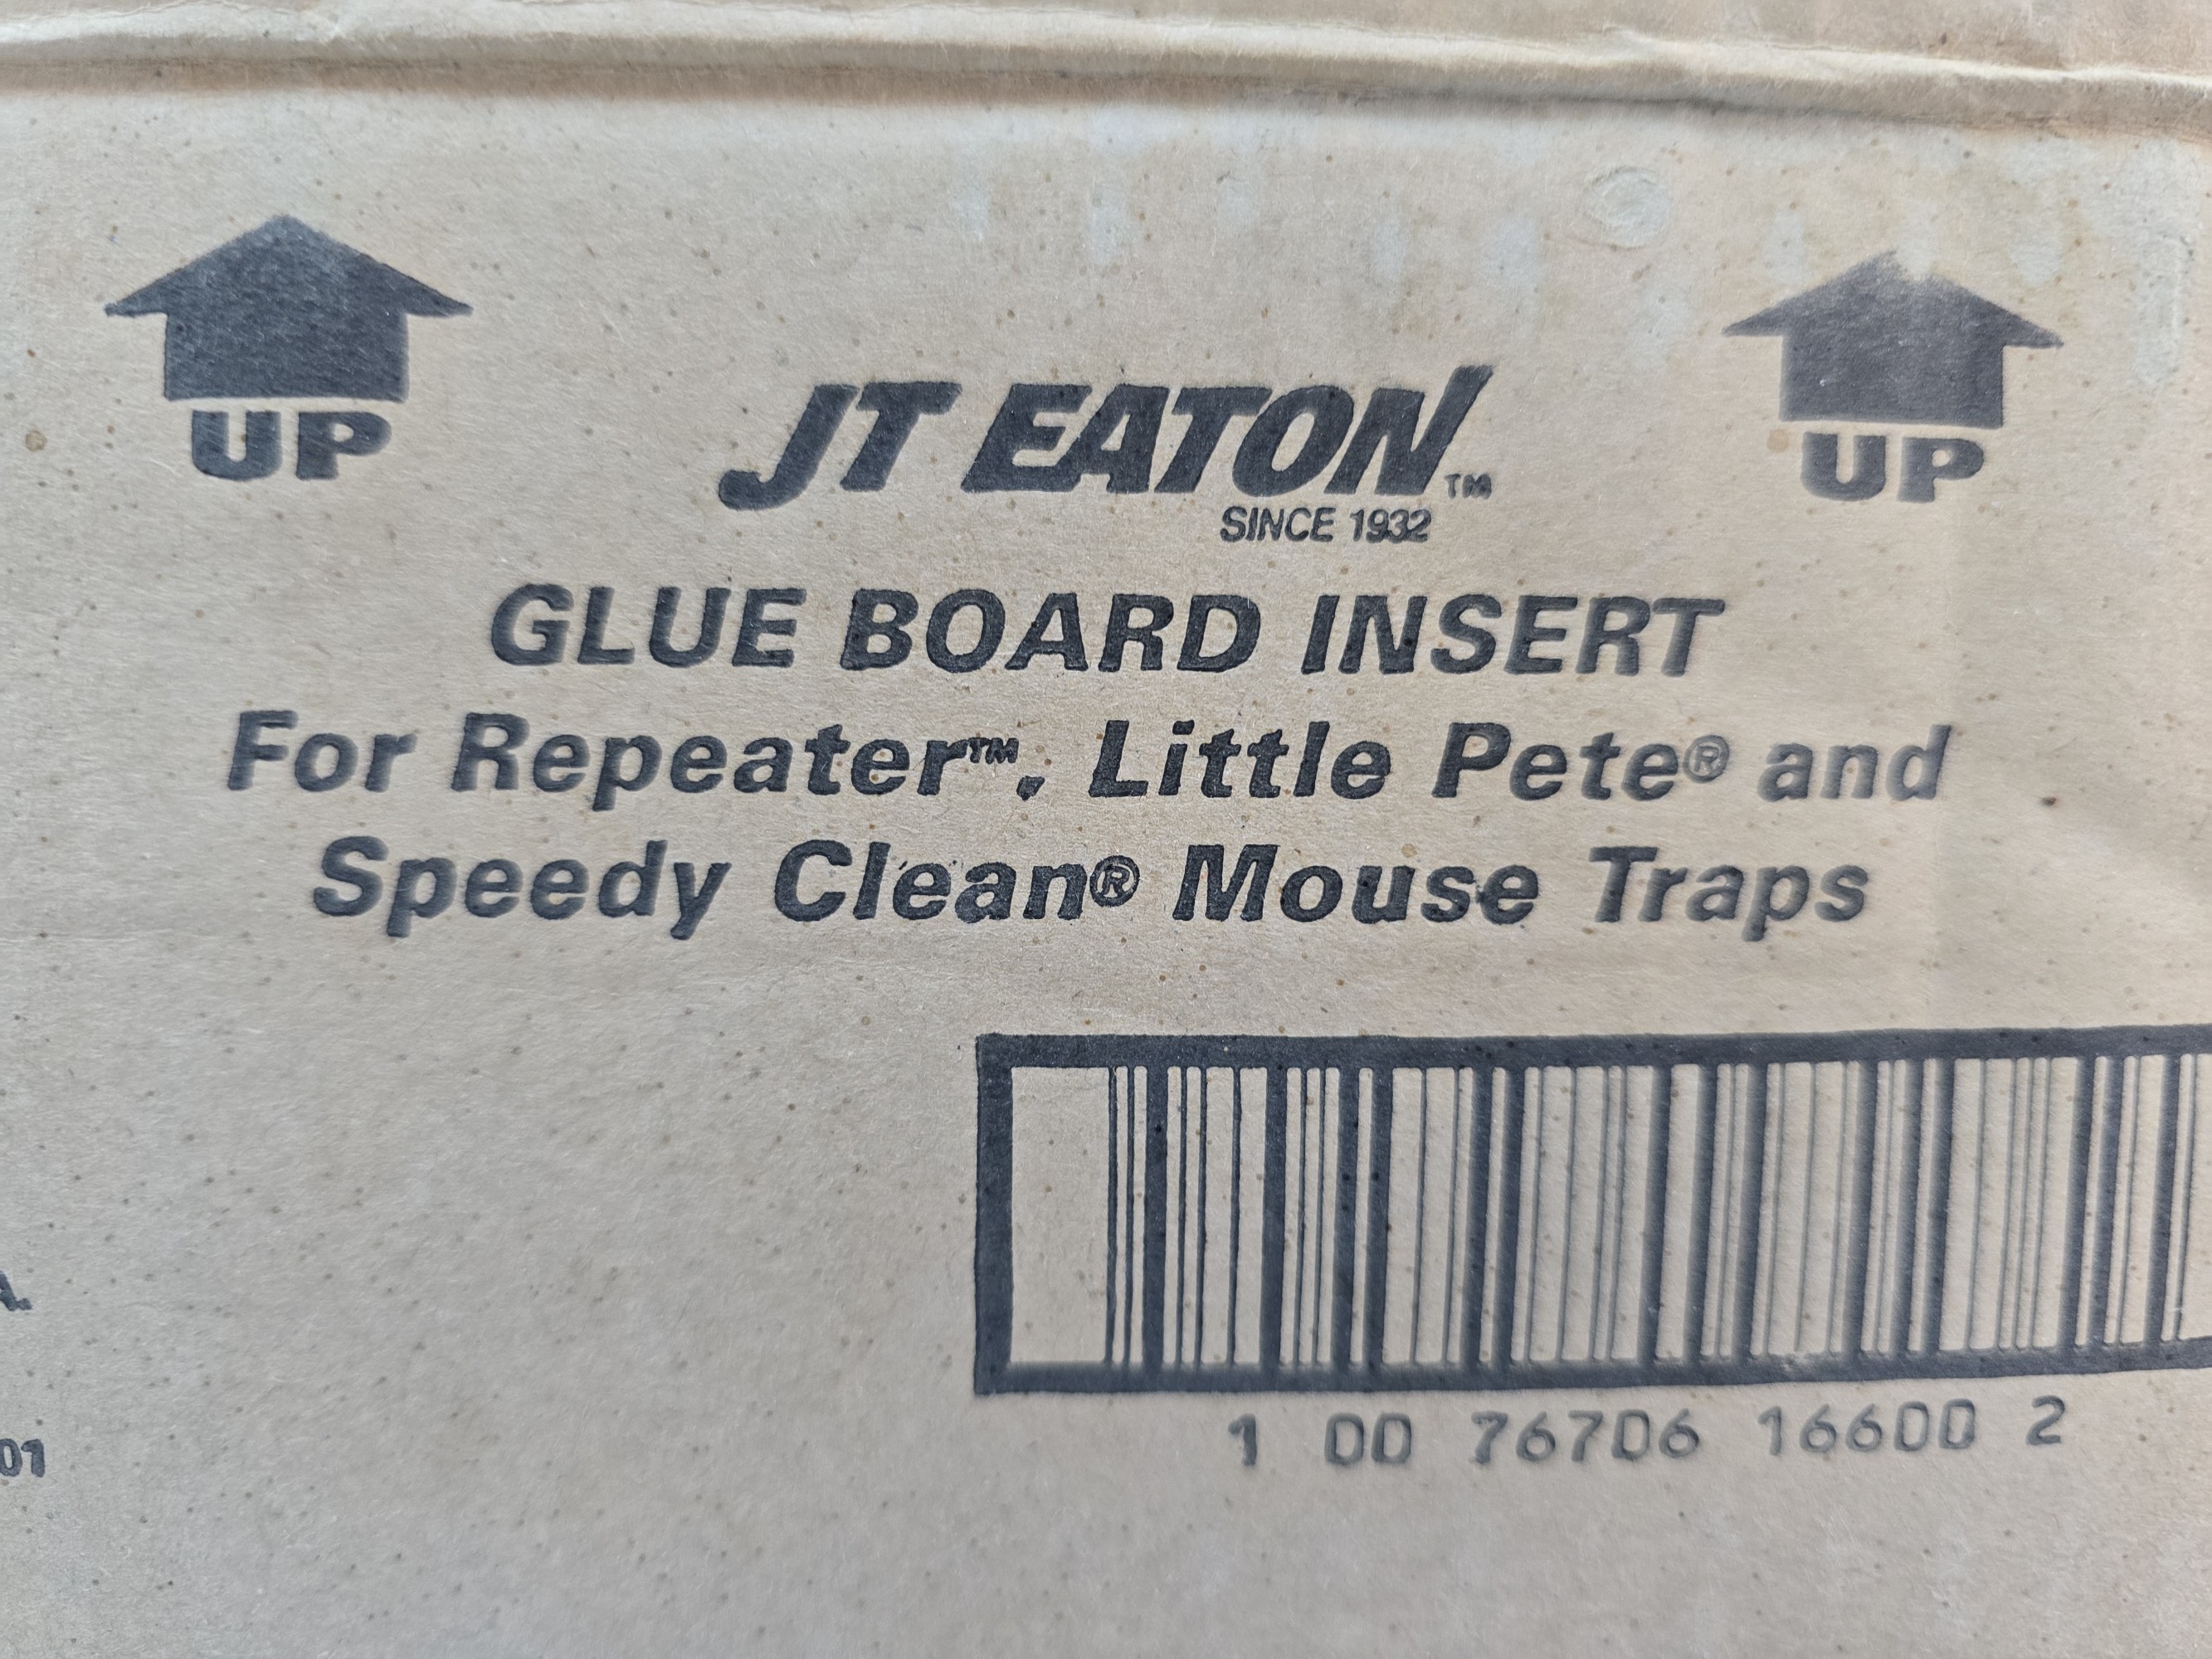 UP
UP
JT EATON™
SINCE 1932
GLUE BOARD INSERT
For Repeater™, Little Pete® and
Speedy Clean® Mouse Traps
1 00 76706 16600 2
01